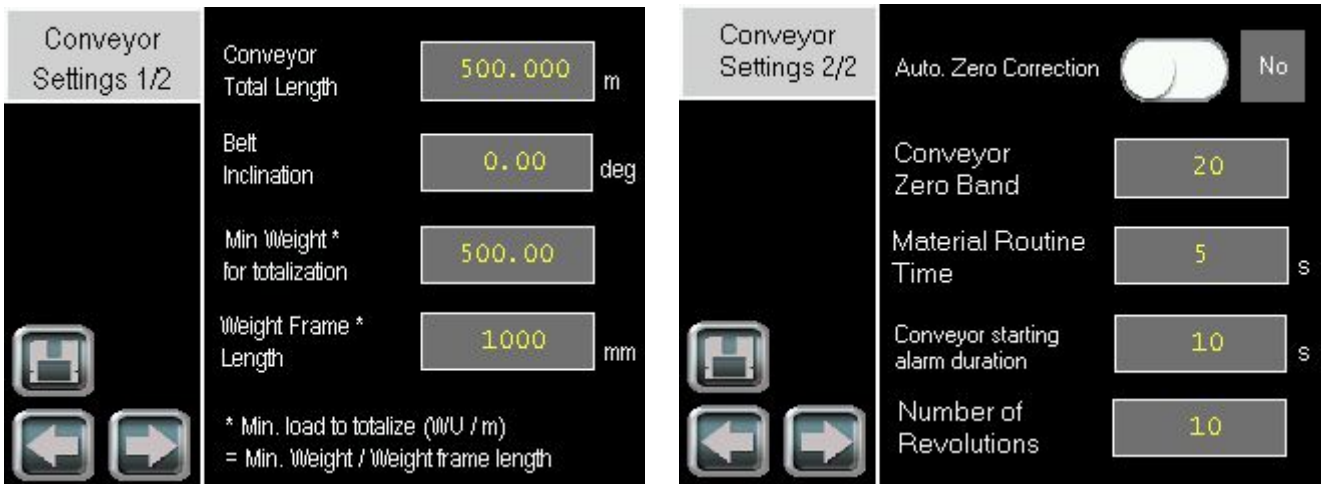 Conveyor
Settings 1/2
Conveyor
Total Length
500.000
m
Belt
Inclination
0.00
deg
Min Weight *
for totalization
500.00
Weight Frame *
Length
1000
mm
* Min. load to totalize (WU / m)
= Min. Weight / Weight frame length
Conveyor
Settings 2/2
Auto. Zero Correction
No
Conveyor
Zero Band
20
Material Routine
Time
5
s
Conveyor starting
alarm duration
10
s
Number of
Revolutions
10